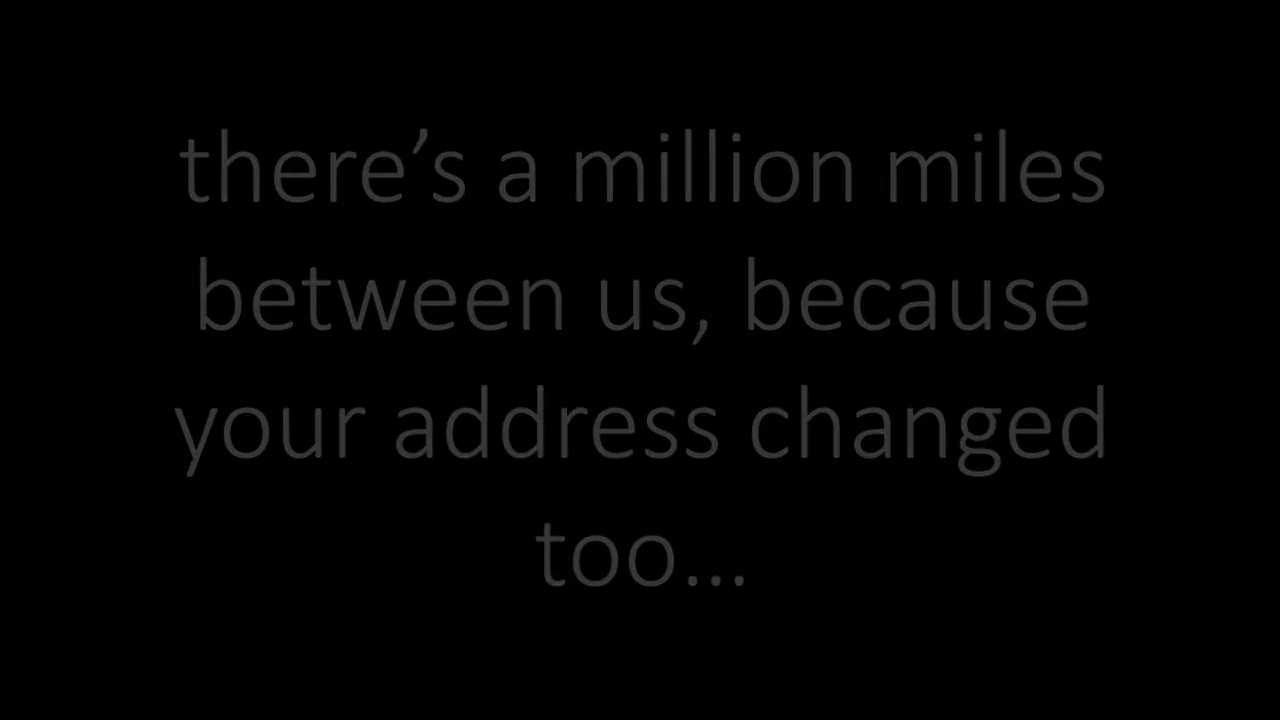 there’s a million miles
between us, because
your address changed
too…